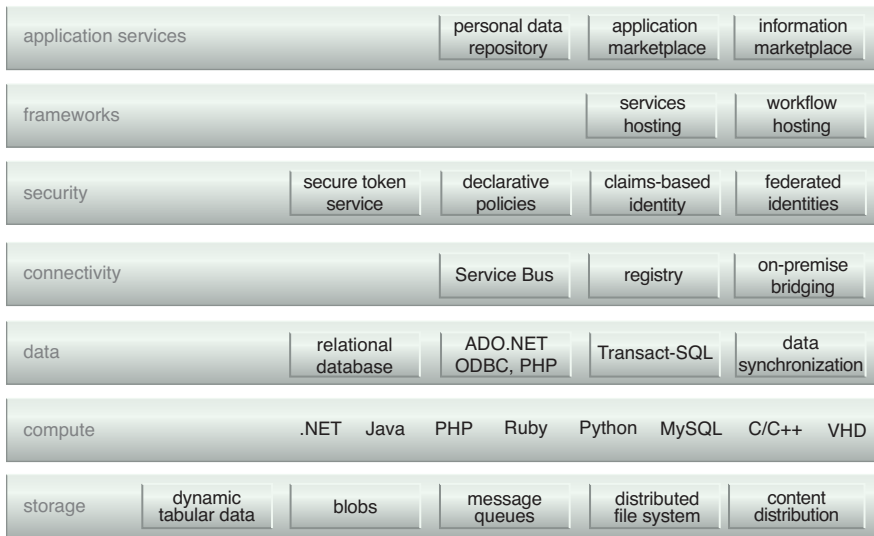 application services
personal data
repository
application
marketplace
information
marketplace
frameworks
services
hosting
workflow
hosting
security
secure token
service
declarative
policies
claims-based
identity
federated
identities
connectivity
Service Bus
registry
on-premise
bridging
data
relational
database
ADO.NET
ODBC, PHP
Transact-SQL
data
synchronization
compute
.NET Java PHP Ruby Python MySQL C/C++ VHD
storage
dynamic
tabular data
blobs
message
queues
distributed
file system
content
distribution